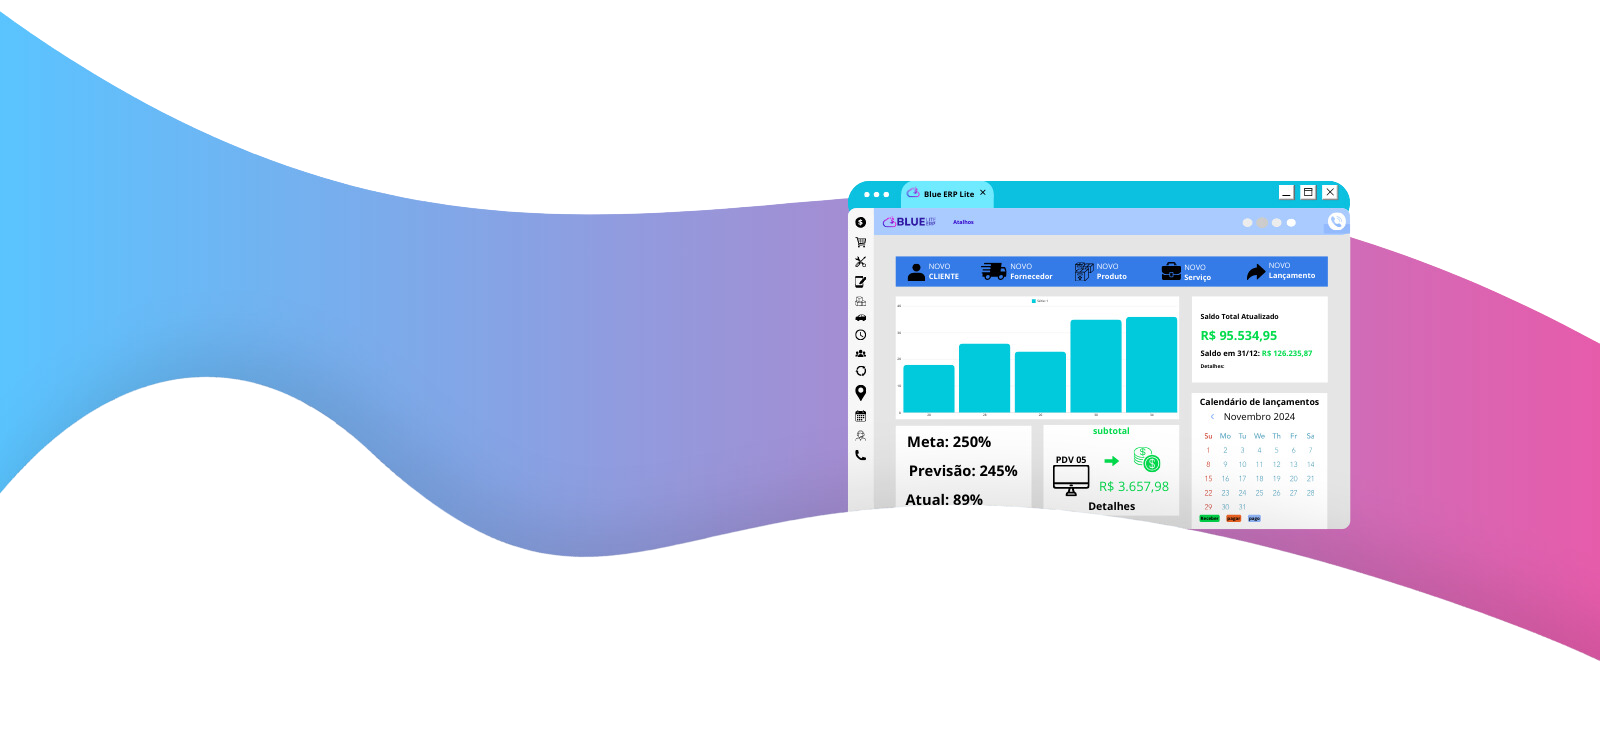 Blue ERP Lite
BLUE LITE ERP
Atalhos
NOVO CLIENTE
NOVO Fornecedor
NOVO Produto
NOVO Serviço
NOVO Lançamento
Saldo Total Atualizado
R$ 95.534,95
Saldo em 31/12: R$ 126.235,87
Detalhes:
Meta: 250%
Previsão: 245%
Atual: 89%
subtotal
PDV 05
R$ 3.657,98
Detalhes
Calendário de lançamentos
< Novembro 2024
Su Mo Tu We Th Fr Sa
1 2 3 4 5 6 7
8 9 10 11 12 13 14
15 16 17 18 19 20 21
22 23 24 25 26 27 28
29 30 31
Receber pagar pago